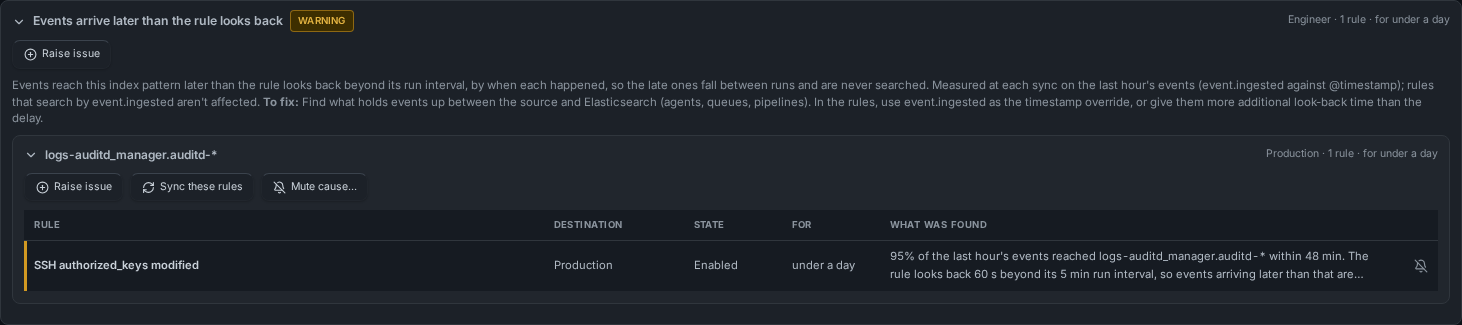 Events arrive later than the rule looks back WARNING Engineer · 1 rule · for under a day
Raise issue
Events reach this index pattern later than the rule looks back beyond its run interval, by when each happened, so the late ones fall between runs and are never searched. Measured at each sync on the last hour's events (event.ingested against @timestamp); rules
that search by event.ingested aren't affected. To fix: Find what holds events up between the source and Elasticsearch (agents, queues, pipelines). In the rules, use event.ingested as the timestamp override, or give them more additional look-back time than the
delay.
logs-auditd_manager.auditd-* Production · 1 rule · for under a day
Raise issue Sync these rules Mute cause...
RULE DESTINATION STATE FOR WHAT WAS FOUND
SSH authorized_keys modified Production Enabled under a day 95% of the last hour's events reached logs-auditd_manager.auditd-* within 48 min. The
rule looks back 60 s beyond its 5 min run interval, so events arriving later than that are...